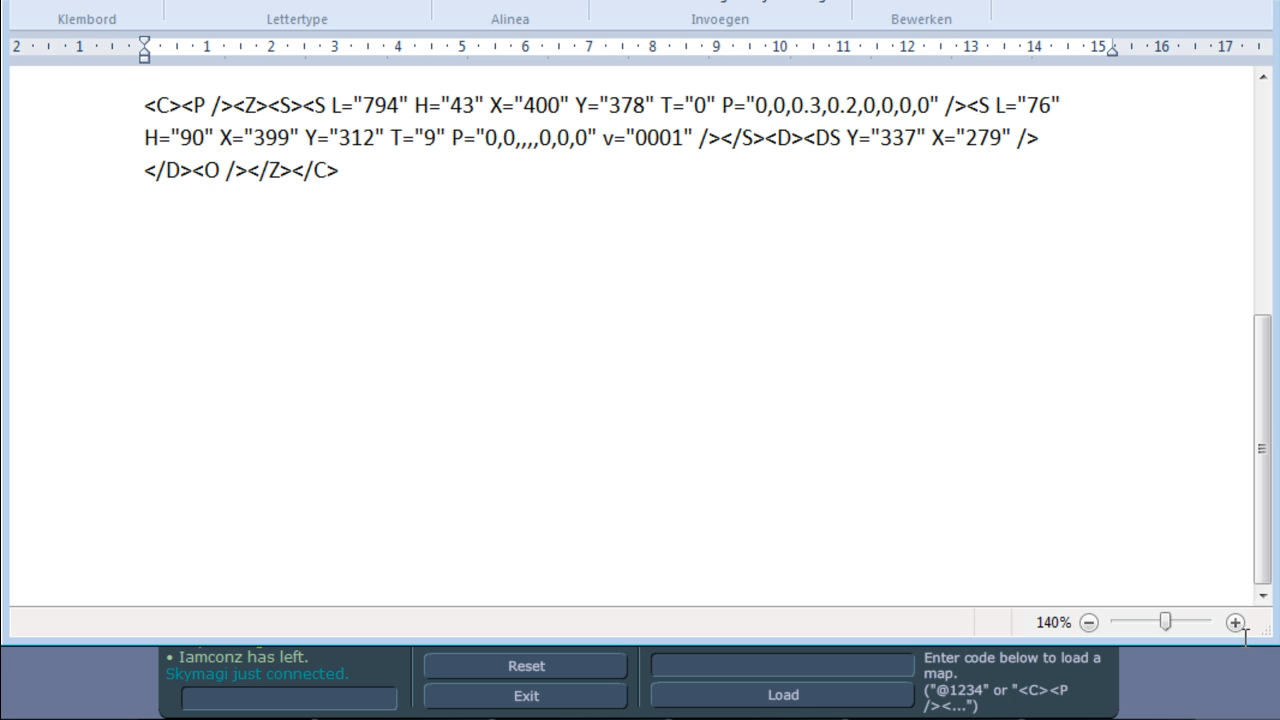 Klembord Lettertype Alinea Invoegen Bewerken
2 1 1 2 3 4 5 6 7 8 9 10 11 12 13 14 15 16 17
<C><P /><Z><S><S L="794" H="43" X="400" Y="378" T="0" P="0,0,0.3,0.2,0,0,0,0" /><S L="76"
H="90" X="399" Y="312" T="9" P="0,0,,,,0,0,0" v="0001" /></S><D><DS Y="337" X="279" />
</D><O /></Z></C>
140%
• Iamconz has left.
Skymagi just connected.
Reset
Exit
Load
Enter code below to load a
map.
("@1234" or "<C><P
/><...")